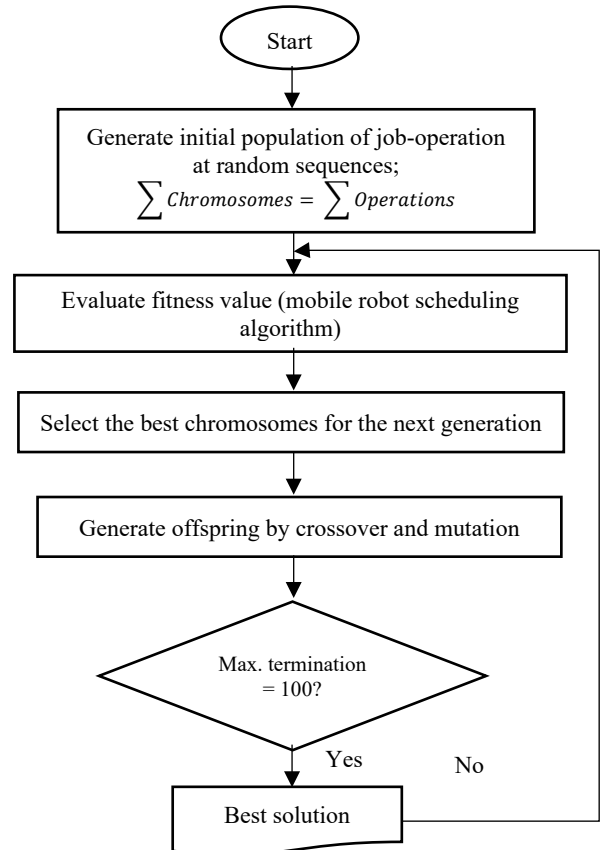 Start
Generate initial population of job-operation
at random sequences;
∑ Chromosomes = ∑ Operations
Evaluate fitness value (mobile robot scheduling
algorithm)
Select the best chromosomes for the next generation
Generate offspring by crossover and mutation
Max. termination
= 100?
Yes
No
Best solution